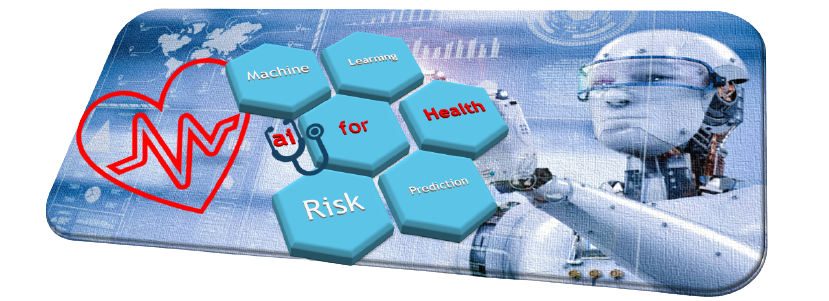 Machine
Learning
ai for Health
Risk
Prediction